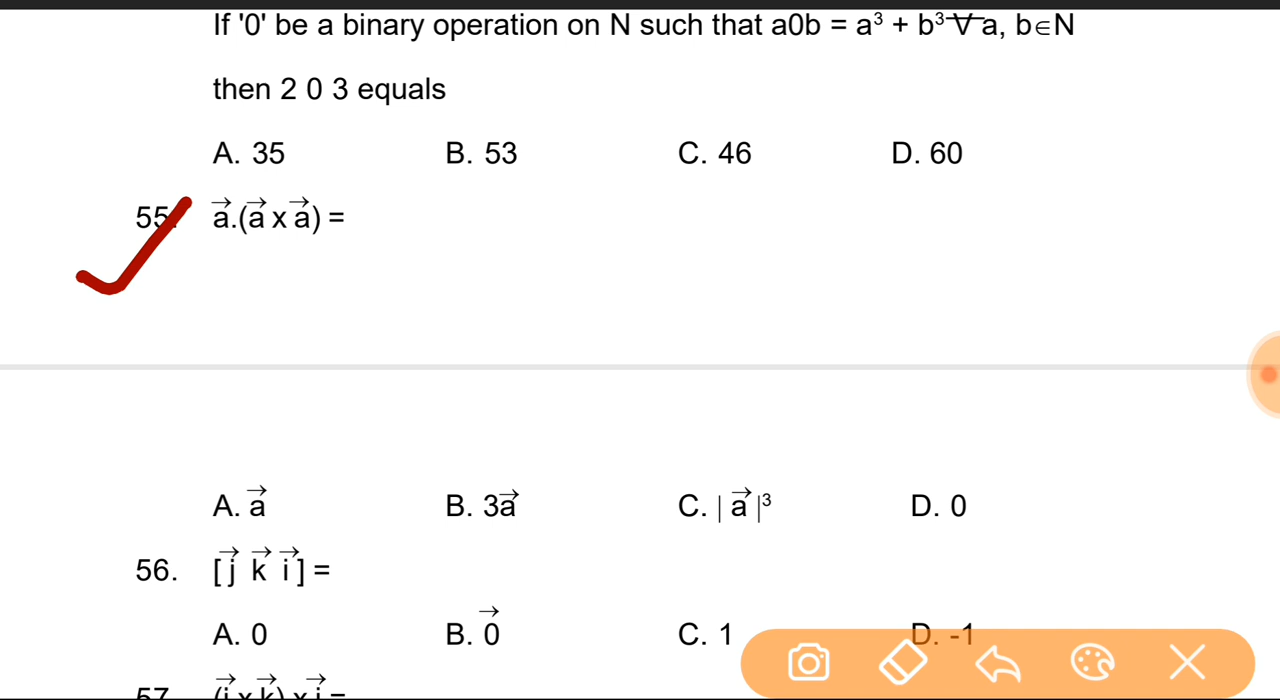 If '0' be a binary operation on N such that a0b = a³ + b³ ∀ a, b∈N
then 2 0 3 equals
A. 35 B. 53 C. 46 D. 60
55. a⃗.(a⃗ x a⃗) =
A. a⃗ B. 3a⃗ C. | a⃗ |³ D. 0
56. [j⃗ k⃗ i⃗] =
A. 0 B. 0⃗ C. 1 D. -1
57